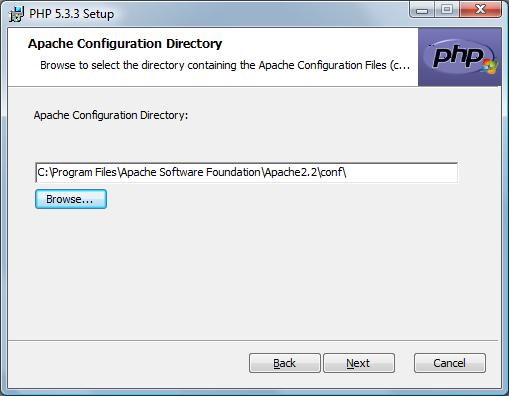 PHP 5.3.3 Setup
Apache Configuration Directory
Browse to select the directory containing the Apache Configuration Files (c...
php
Apache Configuration Directory:
C:\Program Files\Apache Software Foundation\Apache2.2\conf\
Browse...
Back
Next
Cancel